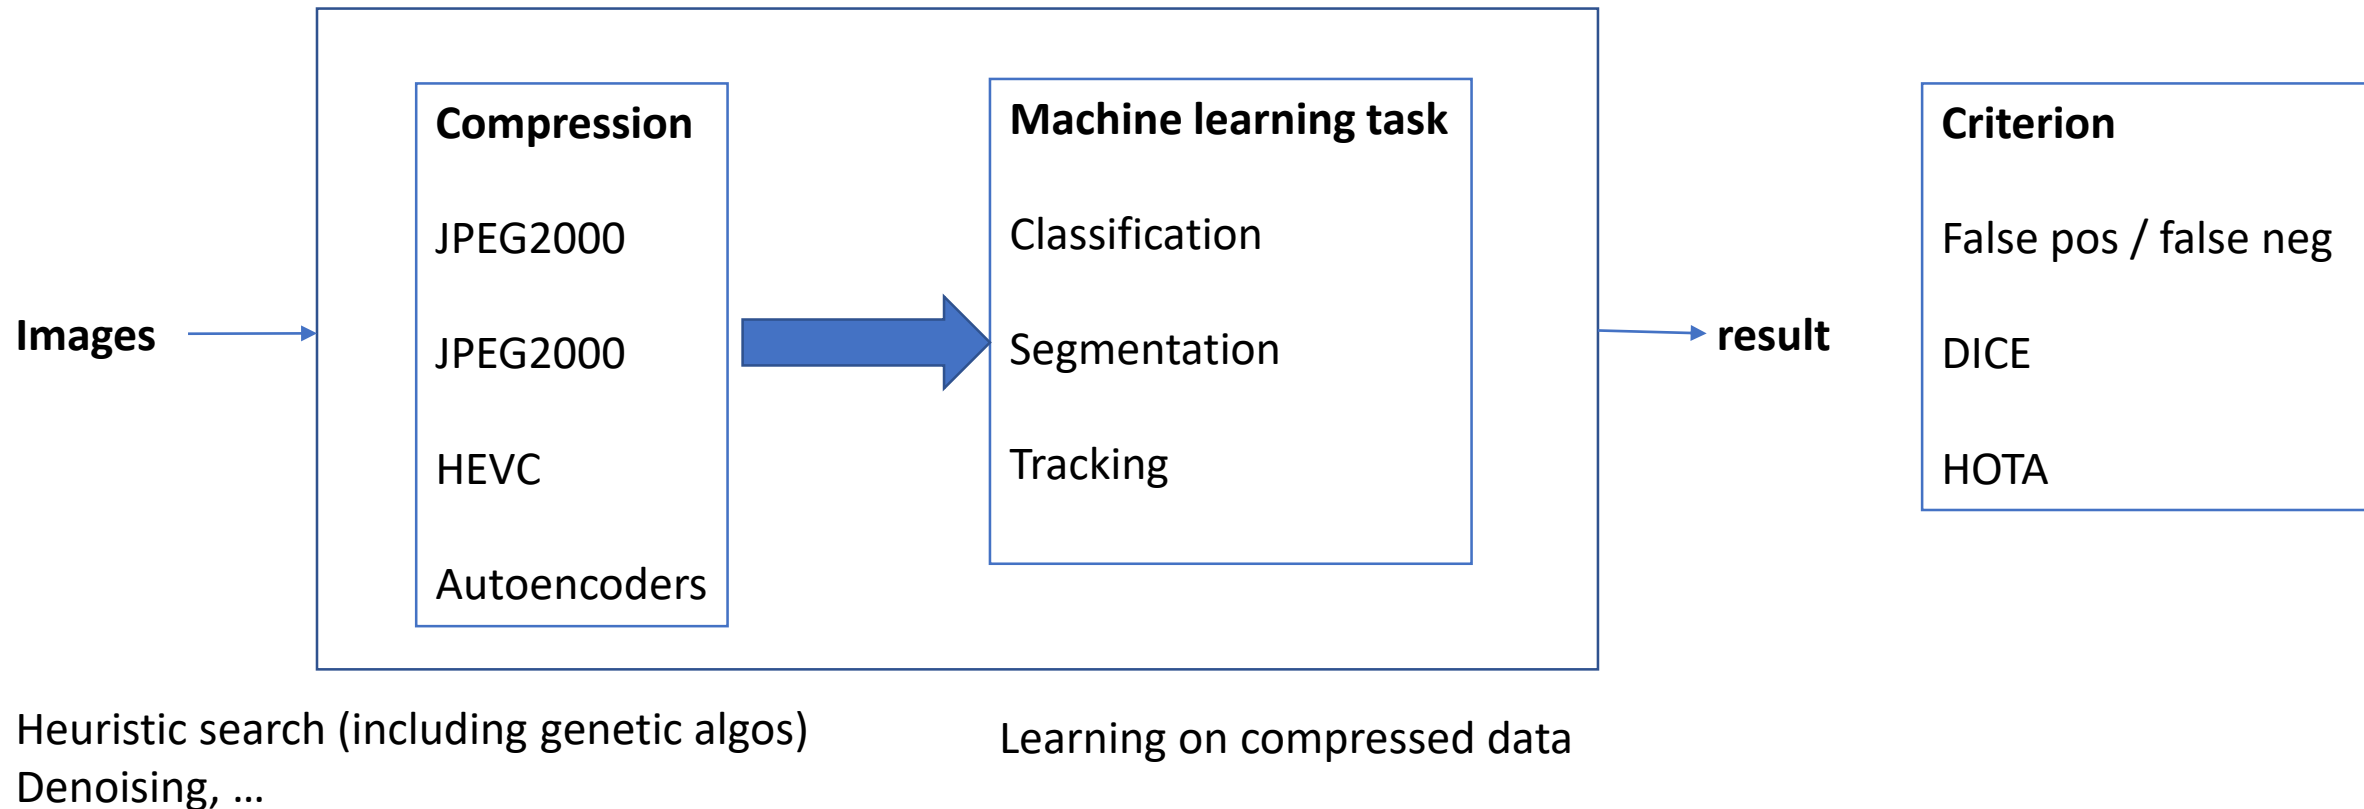 Images
Compression
JPEG2000
JPEG2000
HEVC
Autoencoders
Machine learning task
Classification
Segmentation
Tracking
result
Criterion
False pos / false neg
DICE
HOTA
Heuristic search (including genetic algos)
Denoising, …
Learning on compressed data